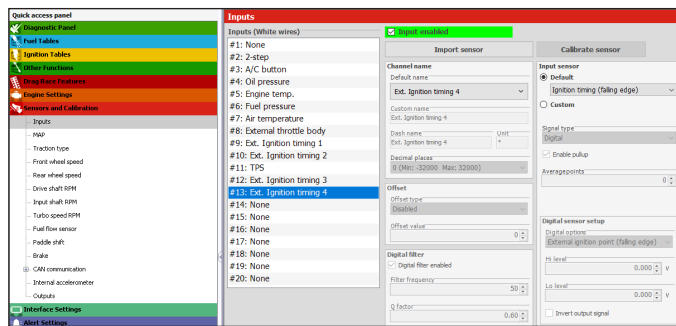 Quick access panel
Diagnostic Panel
Fuel Tables
Ignition Tables
Other Functions
Drag Race Features
Engine Settings
Sensors and Calibration
Inputs
MAP
Traction type
Front wheel speed
Rear wheel speed
Drive shaft RPM
Input shaft RPM
Turbo speed RPM
Fuel flow sensor
Paddle shift
Brake
CAN communication
Internal accelerometer
Outputs
Interface Settings
Alert Settings
Inputs
Inputs (White wires)
#1: None
#2: 2-step
#3: A/C button
#4: Oil pressure
#5: Engine temp.
#6: Fuel pressure
#7: Air temperature
#8: External throttle body
#9: Ext. Ignition timing 1
#10: Ext. Ignition timing 2
#11: TPS
#12: Ext. Ignition timing 3
#13: Ext. Ignition timing 4
#14: None
#15: None
#16: None
#17: None
#18: None
#19: None
#20: None
Input enabled
Import sensor
Calibrate sensor
Channel name
Default name
Ext. Ignition timing 4
Custom name
Ext. Ignition timing 4
Dash name Unit
Ext. Ignition timing 4 °
Decimal places
0 (Min: -32000 Max: 32000)
Offset
Offset type
Disabled
Offset value
0
Digital filter
Digital filter enabled
Filter frequency
50
Q factor
0.60
Input sensor
Default
Ignition timing (falling edge)
Custom
Signal type
Digital
Enable pullup
Averagepoints
0
Digital sensor setup
Digital options
External ignition point (falling edge)
Hi level
0.000 V
Lo level
0.000 V
Invert output signal